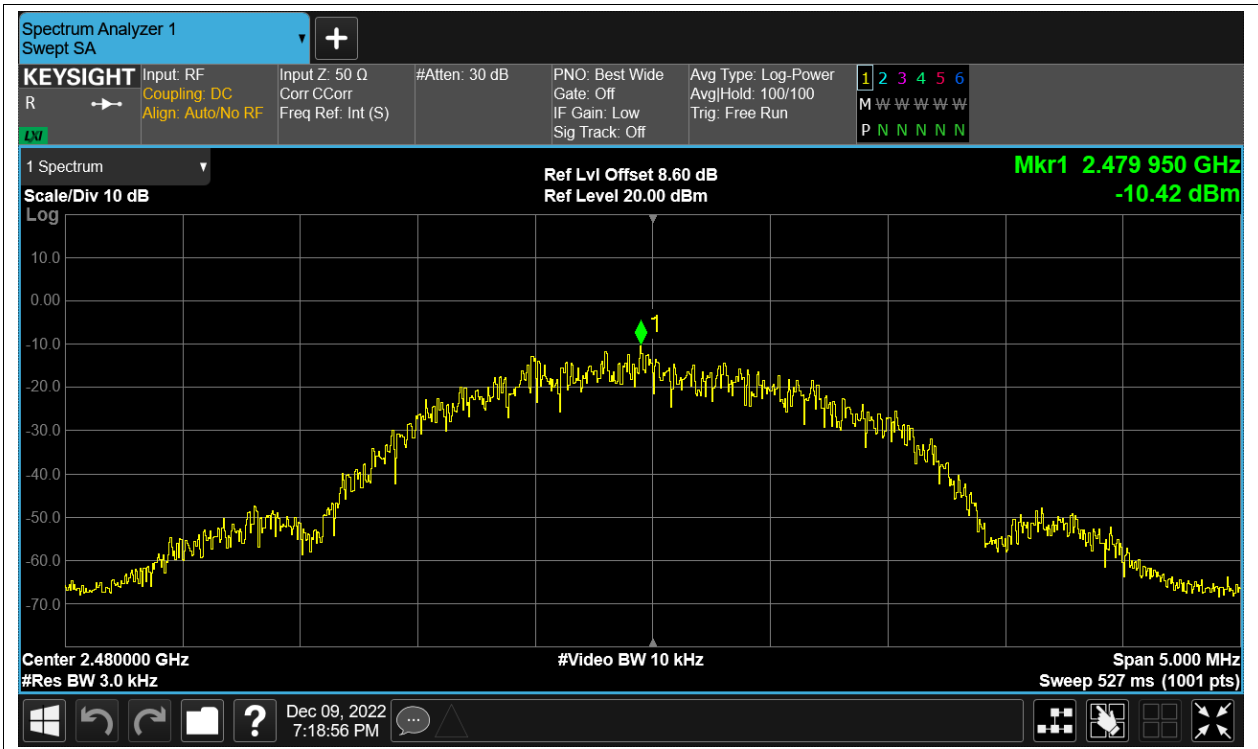 Spectrum Analyzer 1
Swept SA
KEYSIGHT
R
LXI
Input: RF
Coupling: DC
Align: Auto/No RF
Input Z: 50 Ω
Corr CCorr
Freq Ref: Int (S)
#Atten: 30 dB
PNO: Best Wide
Gate: Off
IF Gain: Low
Sig Track: Off
Avg Type: Log-Power
Avg|Hold: 100/100
Trig: Free Run
1 2 3 4 5 6
M W W W W W
P N N N N N
1 Spectrum
Scale/Div 10 dB
Log
Ref Lvl Offset 8.60 dB
Ref Level 20.00 dBm
Mkr1 2.479 950 GHz
-10.42 dBm
10.0
0.00
-10.0
-20.0
-30.0
-40.0
-50.0
-60.0
-70.0
1
Center 2.480000 GHz
#Res BW 3.0 kHz
#Video BW 10 kHz
Span 5.000 MHz
Sweep 527 ms (1001 pts)
?
Dec 09, 2022
7:18:56 PM